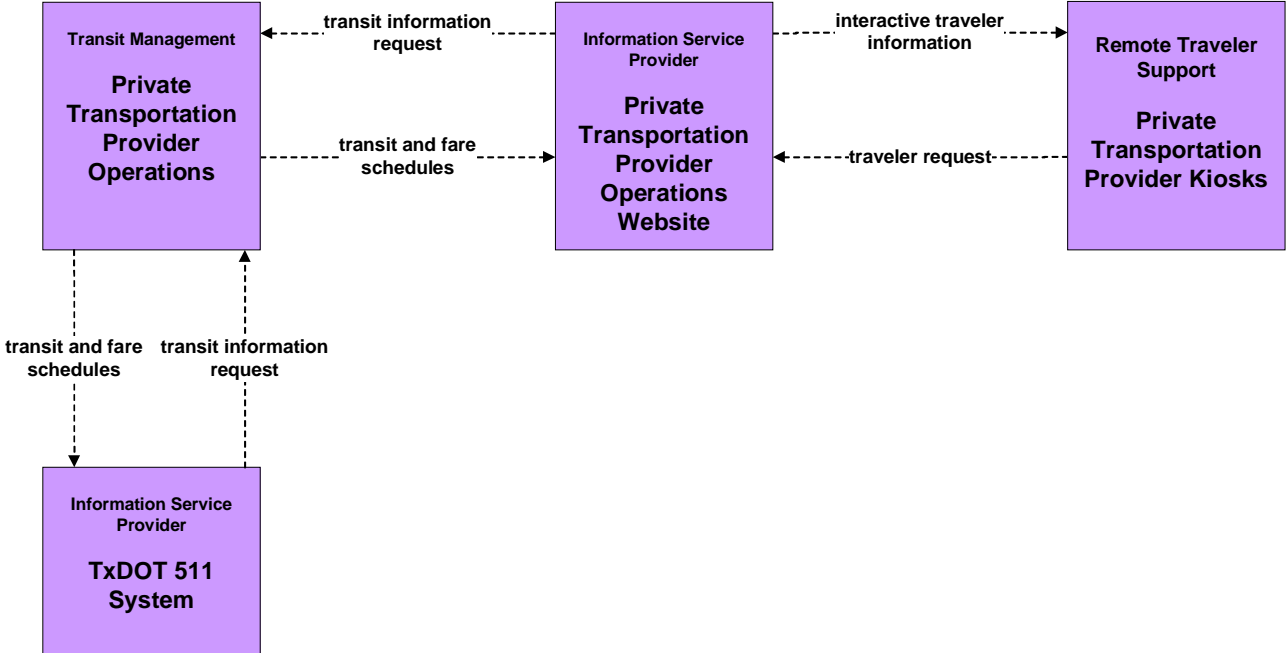 Transit Management
Private
Transportation
Provider
Operations
transit information
request
transit and fare
schedules
Information Service
Provider
Private
Transportation
Provider
Operations
Website
interactive traveler
information
traveler request
Remote Traveler
Support
Private
Transportation
Provider Kiosks
transit and fare
schedules
transit information
request
Information Service
Provider
TxDOT 511
System